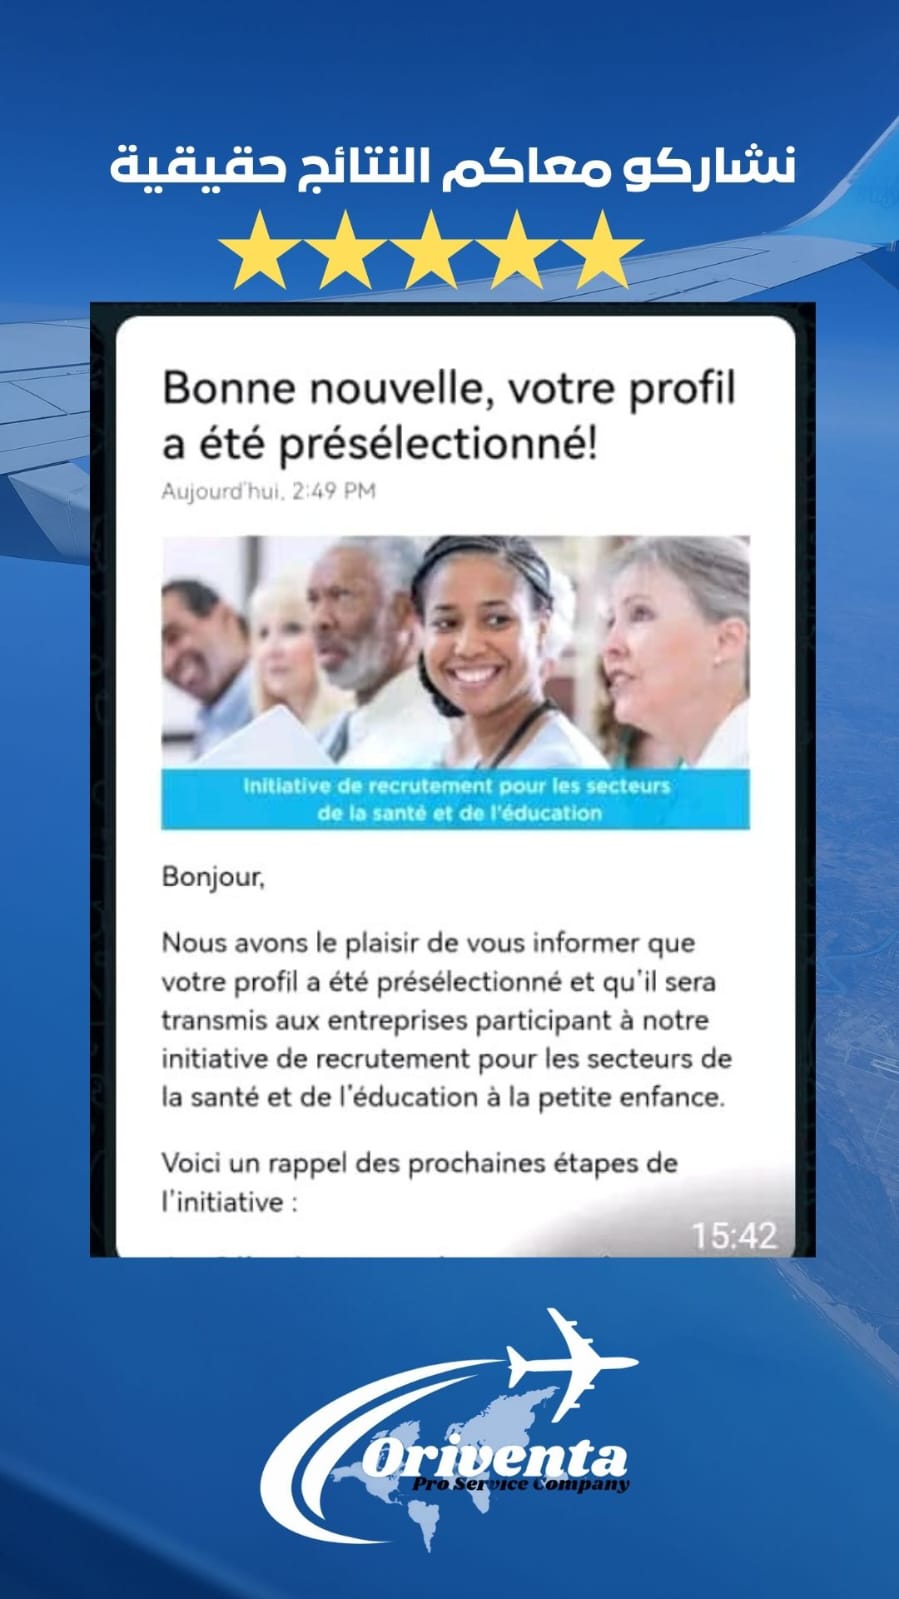 نشاركو معاكم النتائج حقيقية
Bonne nouvelle, votre profil
a été présélectionné!
Aujourd'hui, 2:49 PM
Initiative de recrutement pour les secteurs
de la santé et de l'éducation
Bonjour,
Nous avons le plaisir de vous informer que
votre profil a été présélectionné et qu'il sera
transmis aux entreprises participant à notre
initiative de recrutement pour les secteurs de
la santé et de l'éducation à la petite enfance.
Voici un rappel des prochaines étapes de
l'initiative :
15:42
Oriventa
Pro Service Company